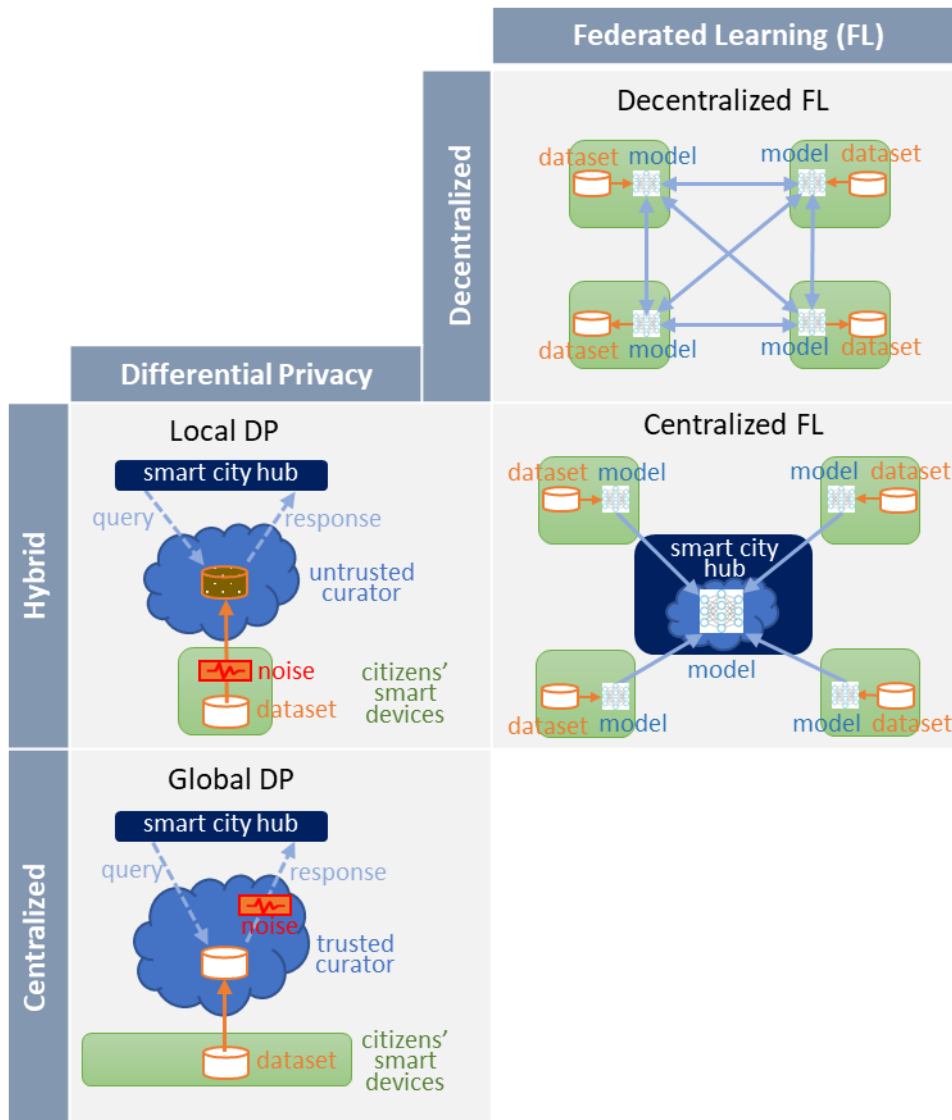 Federated Learning (FL)
Decentralized
Decentralized FL
dataset model
model dataset
dataset model
model dataset
Differential Privacy
Hybrid
Local DP
smart city hub
query response
untrusted
curator
noise
dataset
citizens'
smart
devices
Centralized FL
dataset model
model dataset
smart city
hub
model
dataset model
model dataset
Centralized
Global DP
smart city hub
query response
noise
trusted
curator
dataset
citizens'
smart
devices